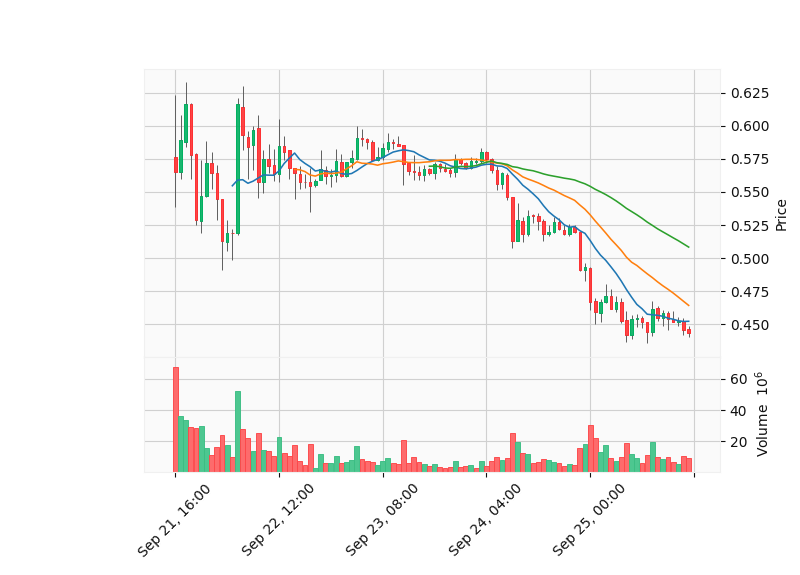 0.625
0.600
0.575
0.550
0.525
0.500
0.475
0.450
Price
60
40
20
Volume 10⁶
Sep 21, 16:00
Sep 22, 12:00
Sep 23, 08:00
Sep 24, 04:00
Sep 25, 00:00